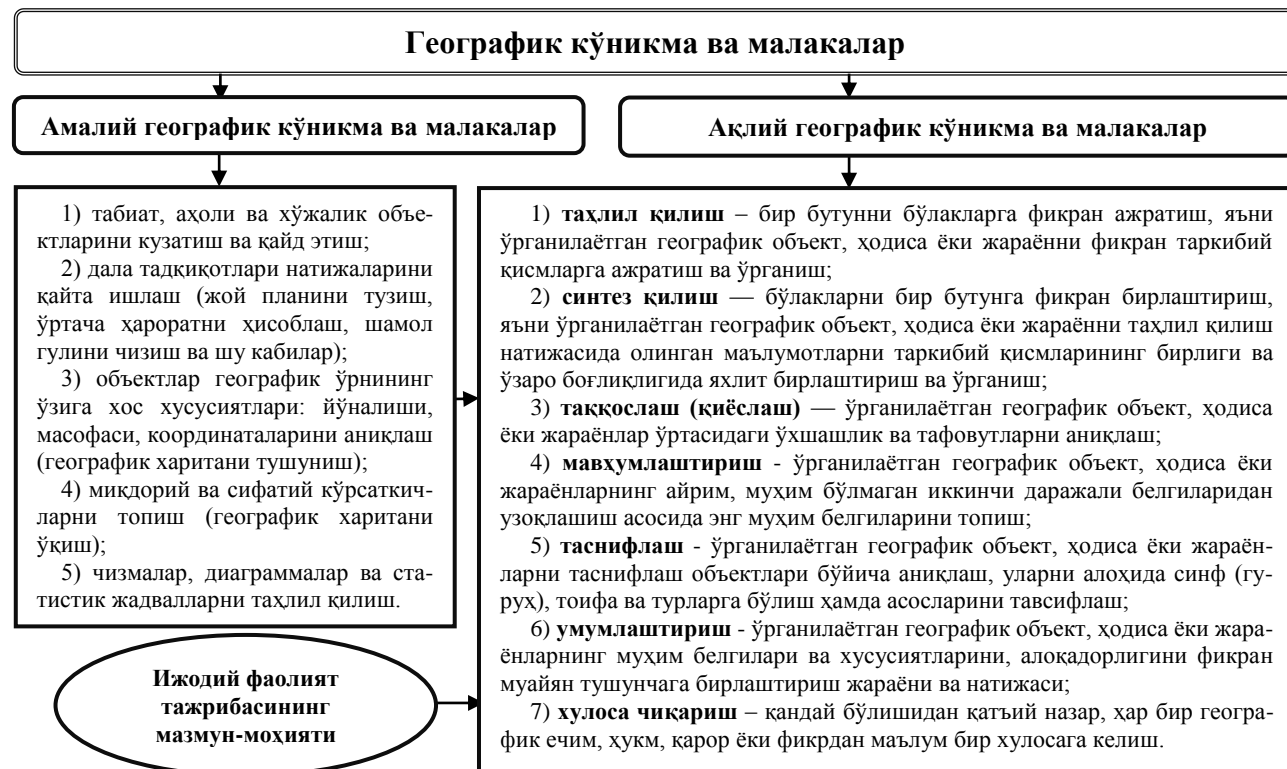 Географик кўникма ва малакалар
Амалий географик кўникма ва малакалар
Ақлий географик кўникма ва малакалар
1) табиат, аҳоли ва хўжалик объе-
ктларини кузатиш ва қайд этиш;
2) дала тадқиқотлари натижаларини
қайта ишлаш (жой планини тузиш,
ўртача ҳароратни ҳисоблаш, шамол
гулини чизиш ва шу кабилар);
3) объектлар географик ўрнининг
ўзига хос хусусиятлари: йўналиши,
масофаси, координаталарини аниқлаш
(географик харитани тушуниш);
4) миқдорий ва сифатий кўрсаткич-
ларни топиш (географик харитани
ўқиш);
5) чизмалар, диаграммалар ва ста-
тистик жадвалларни таҳлил қилиш.
Ижодий фаолият
тажрибасининг
мазмун-моҳияти
1) таҳлил қилиш – бир бутунни бўлакларга фикран ажратиш, яъни
ўрганилаётган географик объект, ҳодиса ёки жараённи фикран таркибий
қисмларга ажратиш ва ўрганиш;
2) синтез қилиш — бўлакларни бир бутунга фикран бирлаштириш,
яъни ўрганилаётган географик объект, ҳодиса ёки жараённи таҳлил қилиш
натижасида олинган маълумотларни таркибий қисмларининг бирлиги ва
ўзаро боғлиқлигида яхлит бирлаштириш ва ўрганиш;
3) таққослаш (қиёслаш) — ўрганилаётган географик объект, ҳодиса
ёки жараёнлар ўртасидаги ўхшашлик ва тафовутларни аниқлаш;
4) мавҳумлаштириш - ўрганилаётган географик объект, ҳодиса ёки
жараёнларнинг айрим, муҳим бўлмаган иккинчи даражали белгиларидан
узоқлашиш асосида энг муҳим белгиларини топиш;
5) таснифлаш - ўрганилаётган географик объект, ҳодиса ёки жараён-
ларни таснифлаш объектлари бўйича аниқлаш, уларни алоҳида синф (гу-
руҳ), тоифа ва турларга бўлиш ҳамда асосларини тавсифлаш;
6) умумлаштириш - ўрганилаётган географик объект, ҳодиса ёки жара-
ёнларнинг муҳим белгилари ва хусусиятларини, алоқадорлигини фикран
муайян тушунчага бирлаштириш жараёни ва натижаси;
7) хулоса чиқариш – қандай бўлишидан қатъий назар, ҳар бир геогра-
фик ечим, ҳукм, қарор ёки фикрдан маълум бир хулосага келиш.